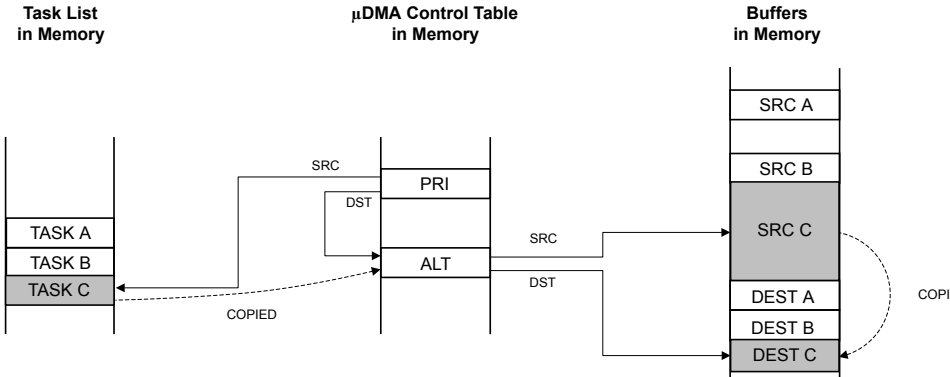 Task List
in Memory
µDMA Control Table
in Memory
Buffers
in Memory
SRC A
SRC B
SRC
PRI
DST
TASK A
SRC
SRC C
TASK B
ALT
TASK C
DST
DEST A
COPI
COPIED
DEST B
DEST C